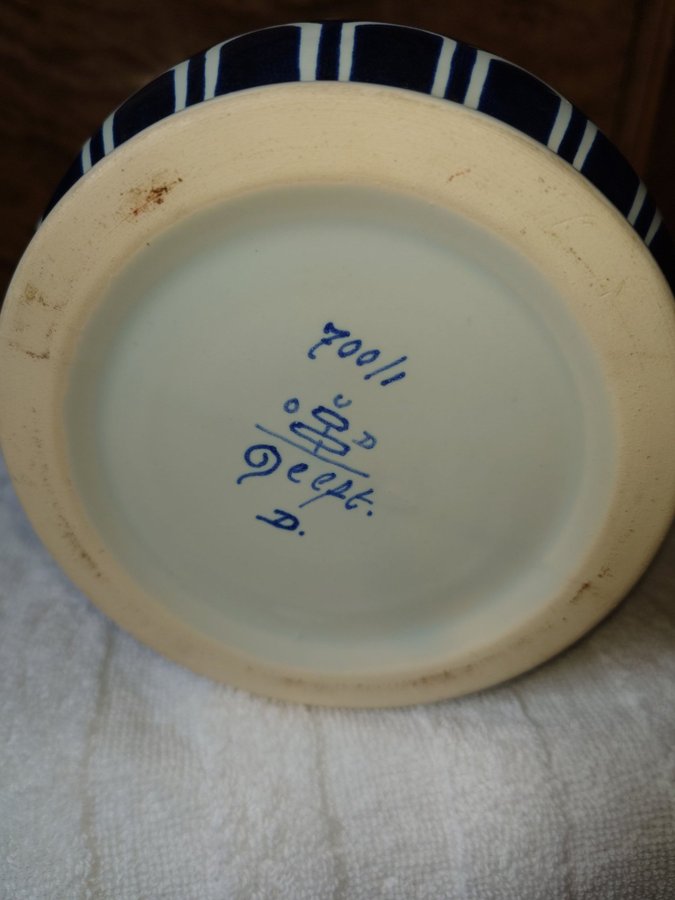 700/1
O U D
Delft.
D.